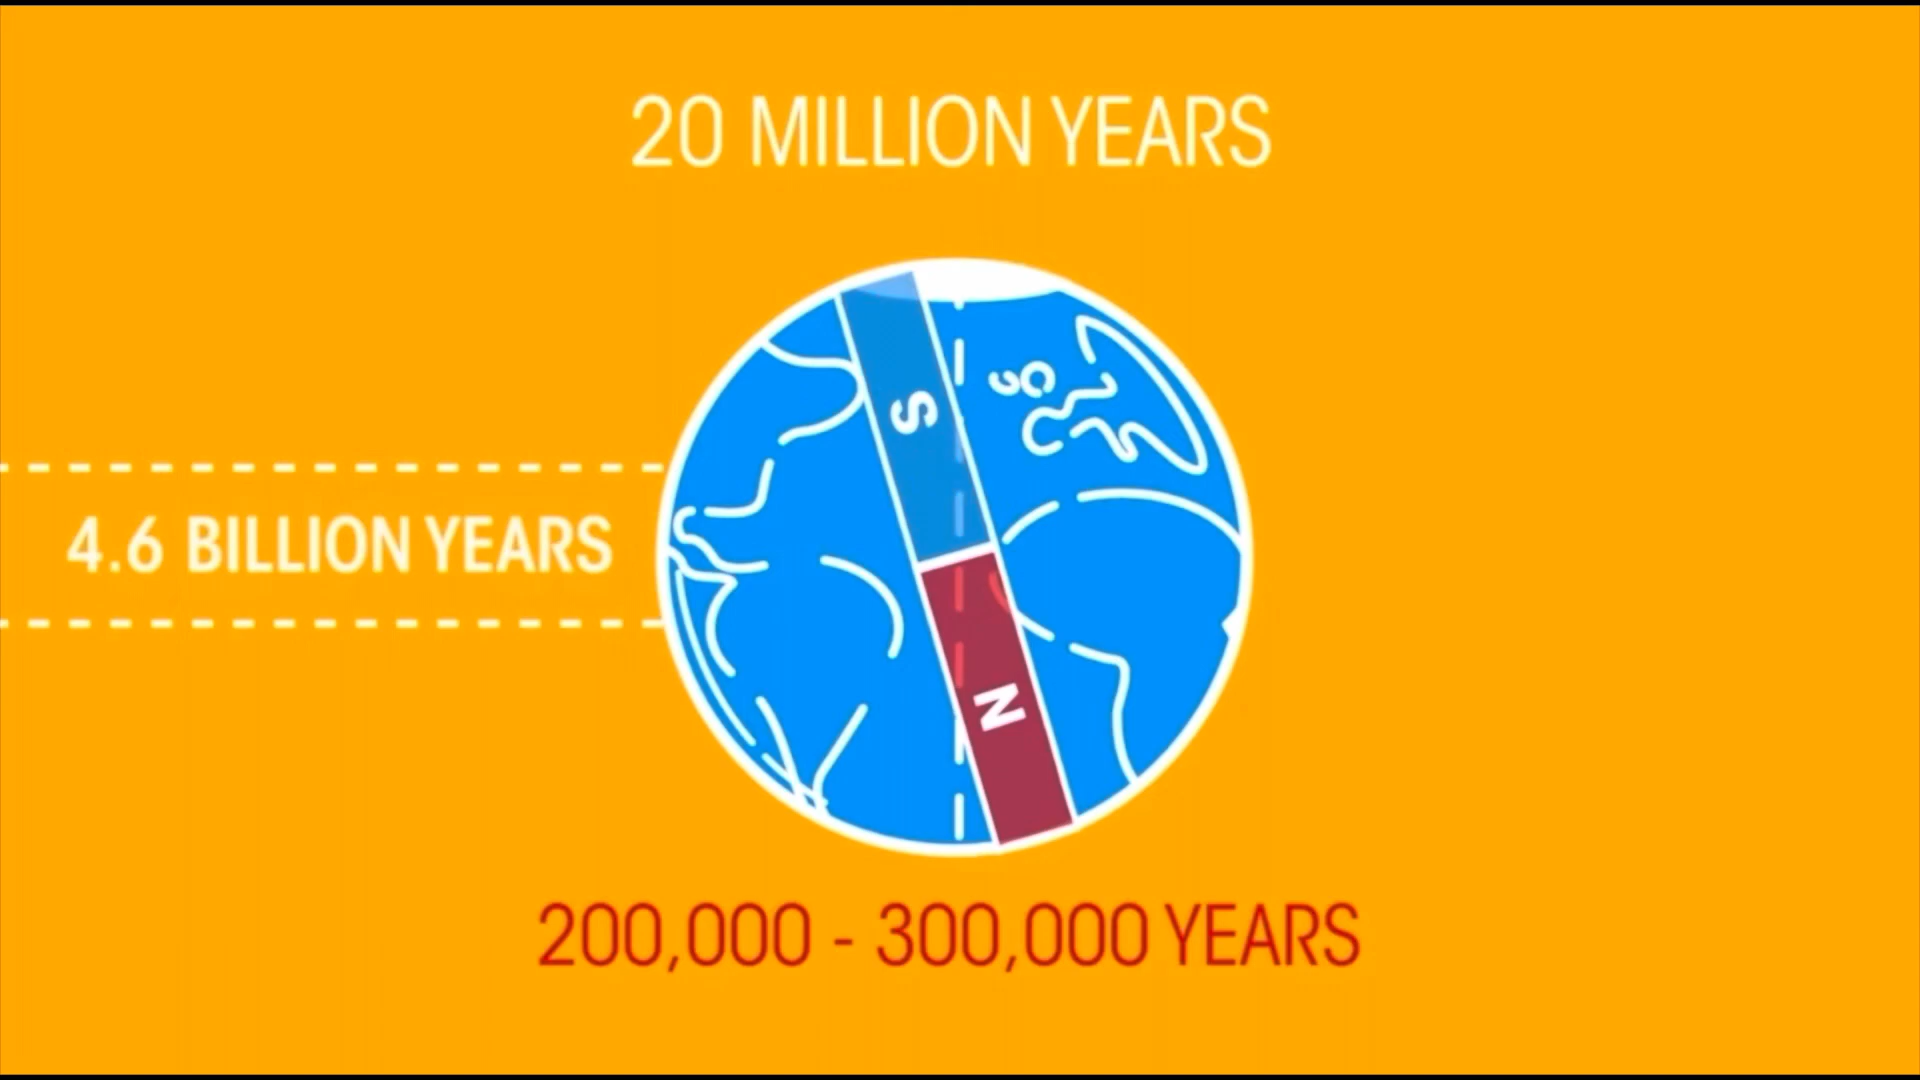 20 MILLION YEARS
S
4.6 BILLION YEARS
N
200,000 - 300,000 YEARS